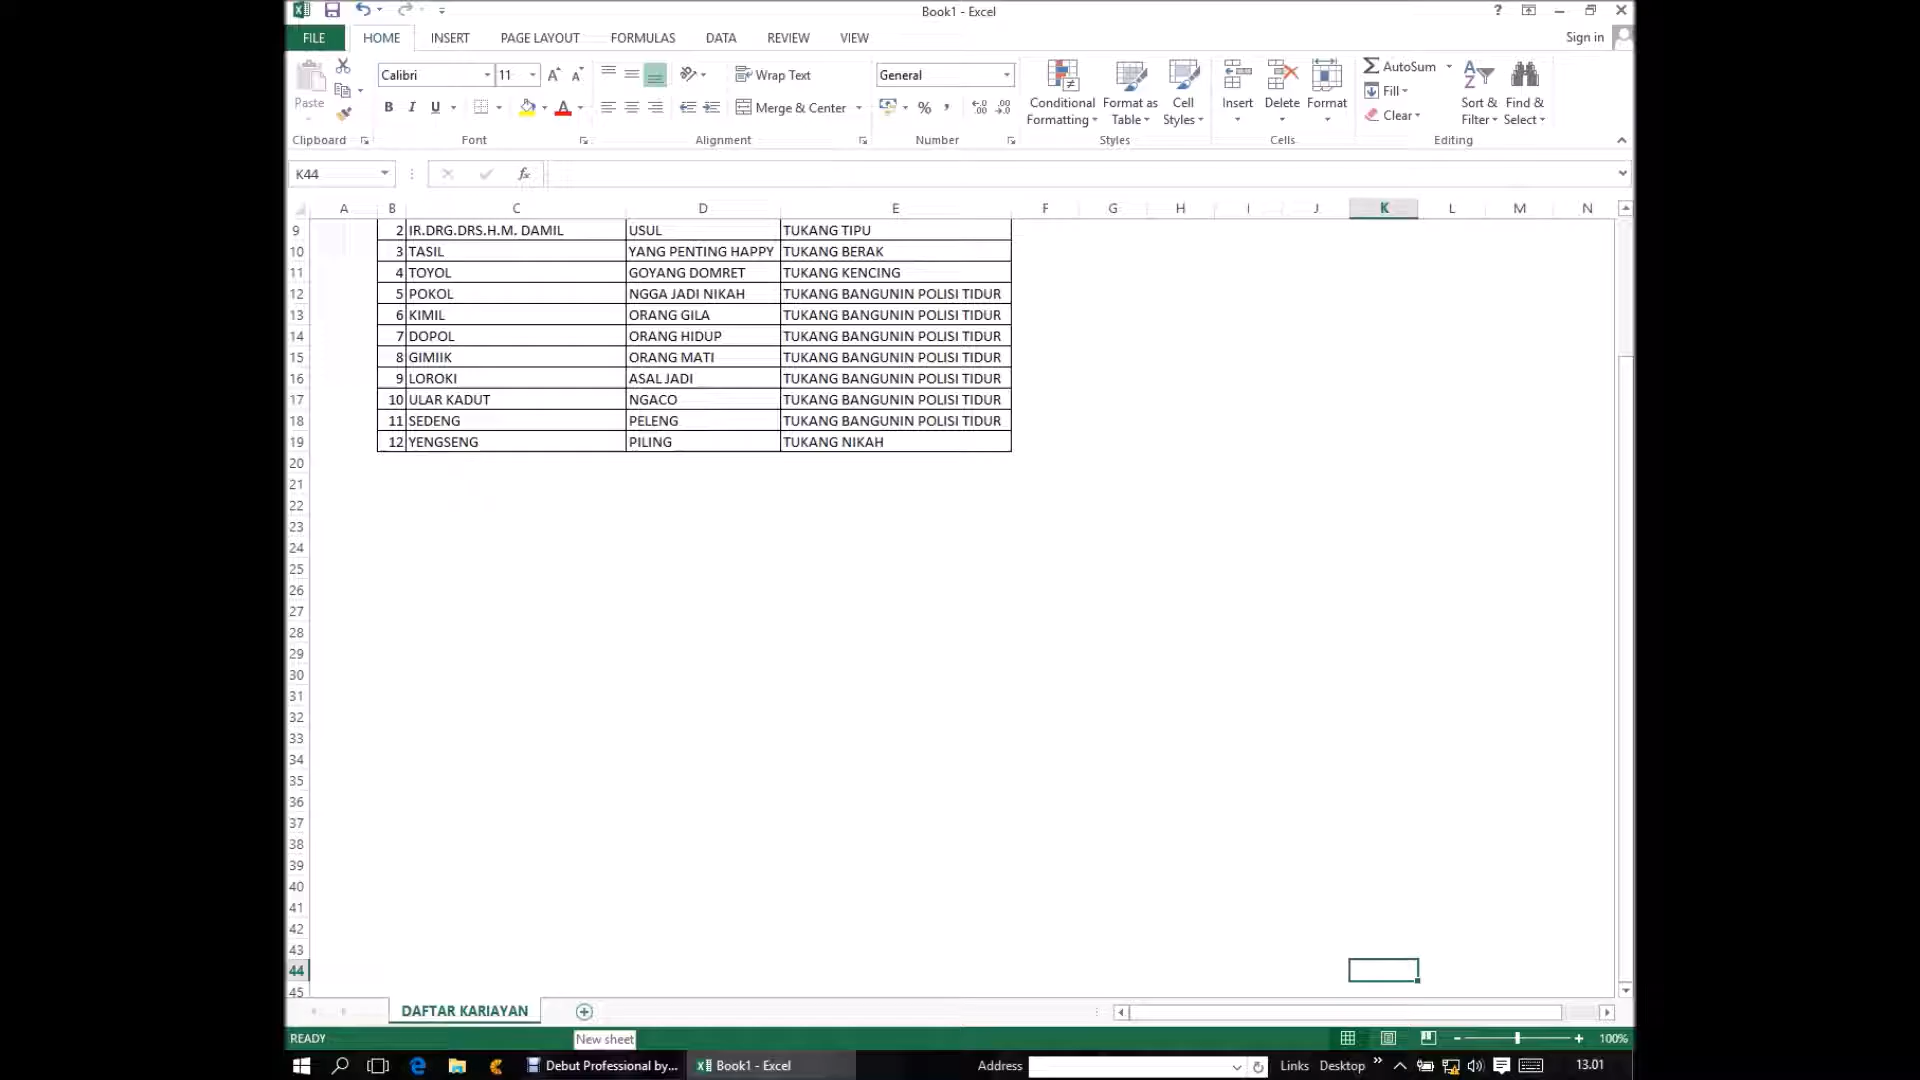 Book1 - Excel
FILE HOME INSERT PAGE LAYOUT FORMULAS DATA REVIEW VIEW Sign in
Calibri 11 Wrap Text General AutoSum
Paste B I U Merge & Center % Conditional Formatting Format as Table Cell Styles Insert Delete Format Fill Clear Sort & Filter Find & Select
Clipboard Font Alignment Number Styles Cells Editing
K44 fx
A B C D E F G H I J K L M N
9 2 IR.DRG.DRS.H.M. DAMIL USUL TUKANG TIPU
10 3 TASIL YANG PENTING HAPPY TUKANG BERAK
11 4 TOYOL GOYANG DOMRET TUKANG KENCING
12 5 POKOL NGGA JADI NIKAH TUKANG BANGUNIN POLISI TIDUR
13 6 KIMIL ORANG GILA TUKANG BANGUNIN POLISI TIDUR
14 7 DOPOL ORANG HIDUP TUKANG BANGUNIN POLISI TIDUR
15 8 GIMIIK ORANG MATI TUKANG BANGUNIN POLISI TIDUR
16 9 LOROKI ASAL JADI TUKANG BANGUNIN POLISI TIDUR
17 10 ULAR KADUT NGACO TUKANG BANGUNIN POLISI TIDUR
18 11 SEDENG PELENG TUKANG BANGUNIN POLISI TIDUR
19 12 YENGSENG PILING TUKANG NIKAH
20
21
22
23
24
25
26
27
28
29
30
31
32
33
34
35
36
37
38
39
40
41
42
43
44
45
DAFTAR KARIAYAN
READY New sheet 100%
Debut Professional by... Book1 - Excel Address Links Desktop 13.01